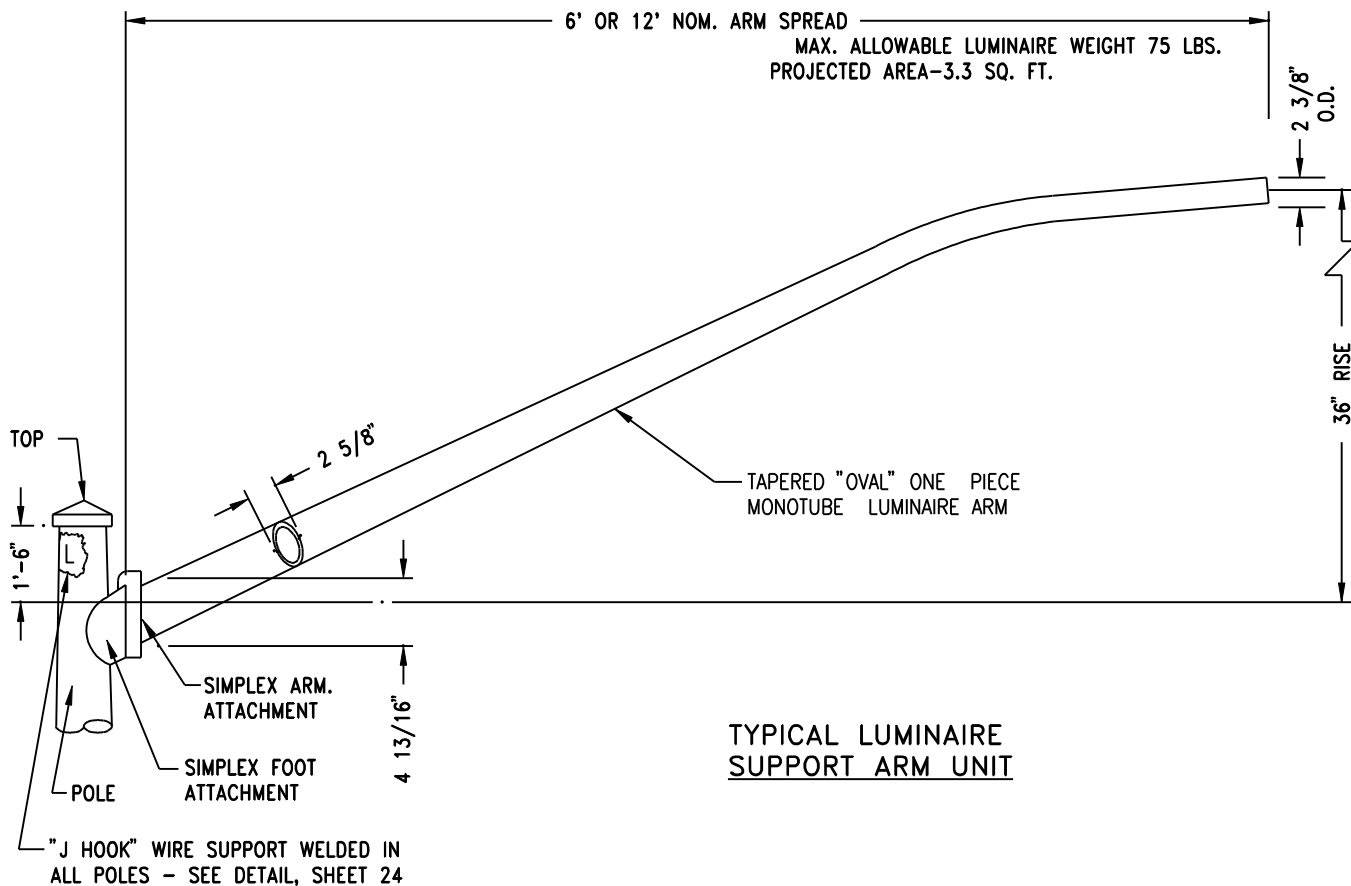 6' OR 12' NOM. ARM SPREAD
MAX. ALLOWABLE LUMINAIRE WEIGHT 75 LBS.
PROJECTED AREA-3.3 SQ. FT.
2 3/8"
O.D.
36" RISE
TOP
2 5/8"
TAPERED "OVAL" ONE PIECE
MONOTUBE LUMINAIRE ARM
1'-6"
L
SIMPLEX ARM.
ATTACHMENT
4 13/16"
SIMPLEX FOOT
ATTACHMENT
POLE
"J HOOK" WIRE SUPPORT WELDED IN
ALL POLES - SEE DETAIL, SHEET 24
TYPICAL LUMINAIRE
SUPPORT ARM UNIT